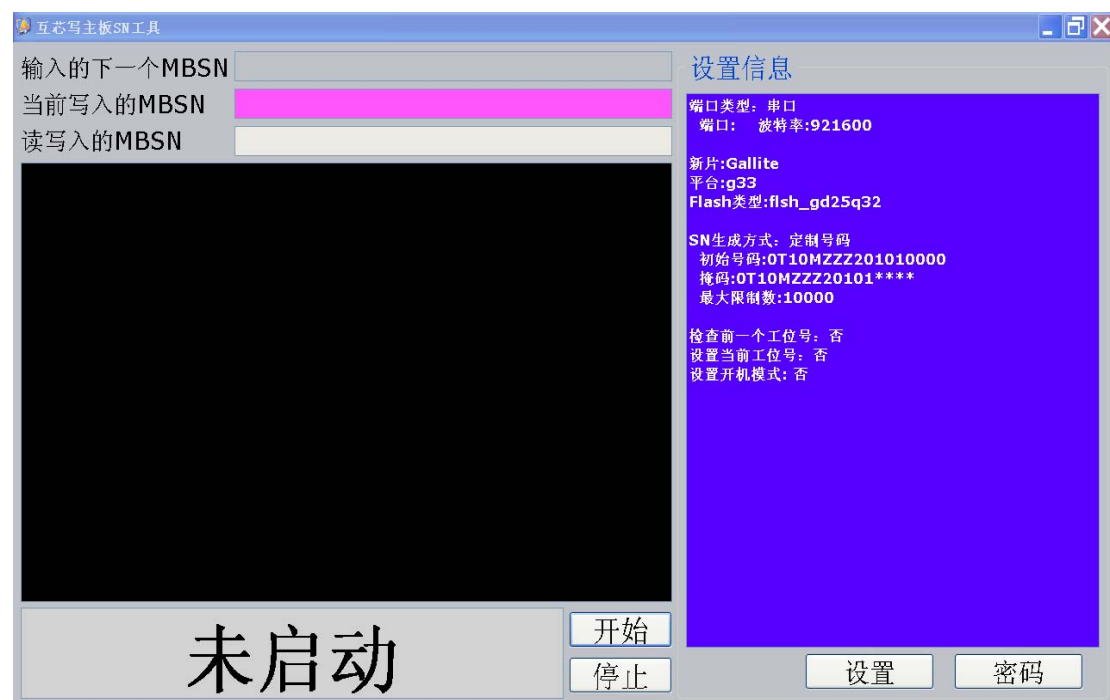 互芯写主板SN工具
输入的下一个MBSN
当前写入的MBSN
读写入的MBSN
未启动
开始
停止
设置信息
端口类型：串口
端口: 波特率:921600
新片:Gallite
平台:g33
Flash类型:flsh_gd25q32
SN生成方式：定制号码
初始号码:0T10MZZZ201010000
掩码:0T10MZZZ20101****
最大限制数:10000
检查前一个工位号：否
设置当前工位号：否
设置开机模式：否
设置
密码